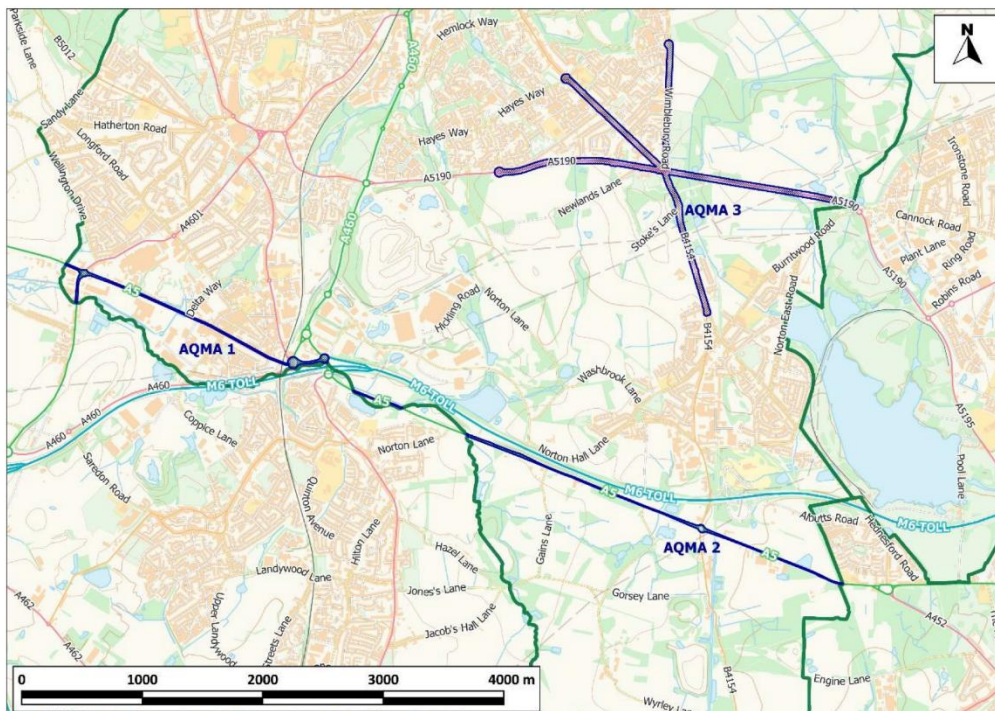 Parkside Lane
B5012
Sandy Lane
Hatherton Road
Longford Road
Wellington Drive
A4601
A460
Hemlock Way
Hayes Way
Hayes Way
A460
A5190
Newlands Lane
Wimblebury Road
A5190
Stoke's Lane
AQMA 3
B4154
B4154
A5190
Burntwood Road
Norton East Road
Ironstone Road
Cannock Road
Plant Lane
Ring Road
Robins Road
A5190
A5195
Pool Lane
N
A5
Delta Way
AQMA 1
Hickling Road
Norton Lane
Washbrook Lane
A460
M6 TOLL
A460
A460
Coppice Lane
Saredon Road
M6 TOLL
A5
Norton Lane
Norton Hall Lane
A5
M6 TOLL
AQMA 2
A5
Albutts Road
Hednesford Road
M6 TOLL
Quinton Avenue
Hilton Lane
Landywood Lane
Upper Landywood
Streets Lane
Hazel Lane
Gains Lane
Jones's Lane
Jacob's Hall Lane
Gorsey Lane
A452
A462
A462
B4154
Engine Lane
Wyrley Lane
0 1000 2000 3000 4000 m